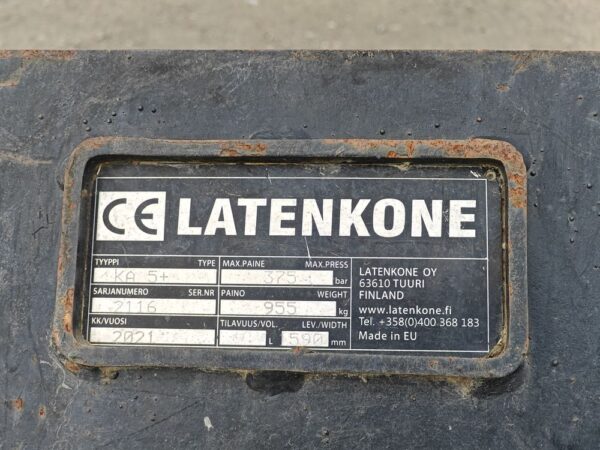 CE LATENKONE
TYYPPI TYPE MAX.PAINE MAX.PRESS
KA 5+ 375 bar
SARJANUMERO SER.NR PAINO WEIGHT
2116 955 kg
KK/VUOSI TILAVUUS/VOL. LEV./WIDTH
2021 L 590 mm
LATENKONE OY
63610 TUURI
FINLAND
www.latenkone.fi
Tel. +358(0)400 368 183
Made in EU